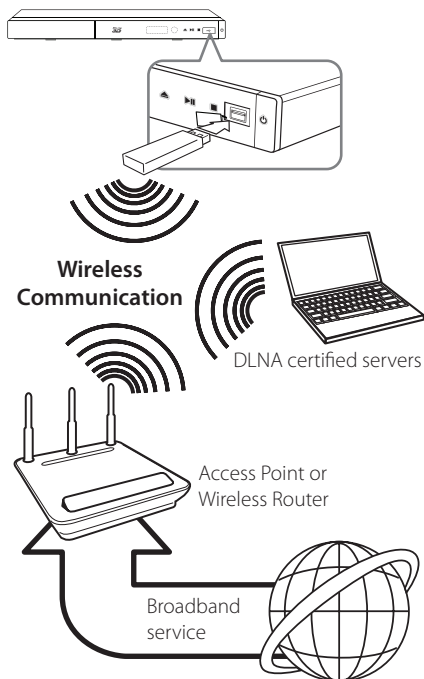 Wireless
Communication
DLNA certified servers
Access Point or
Wireless Router
Broadband
service